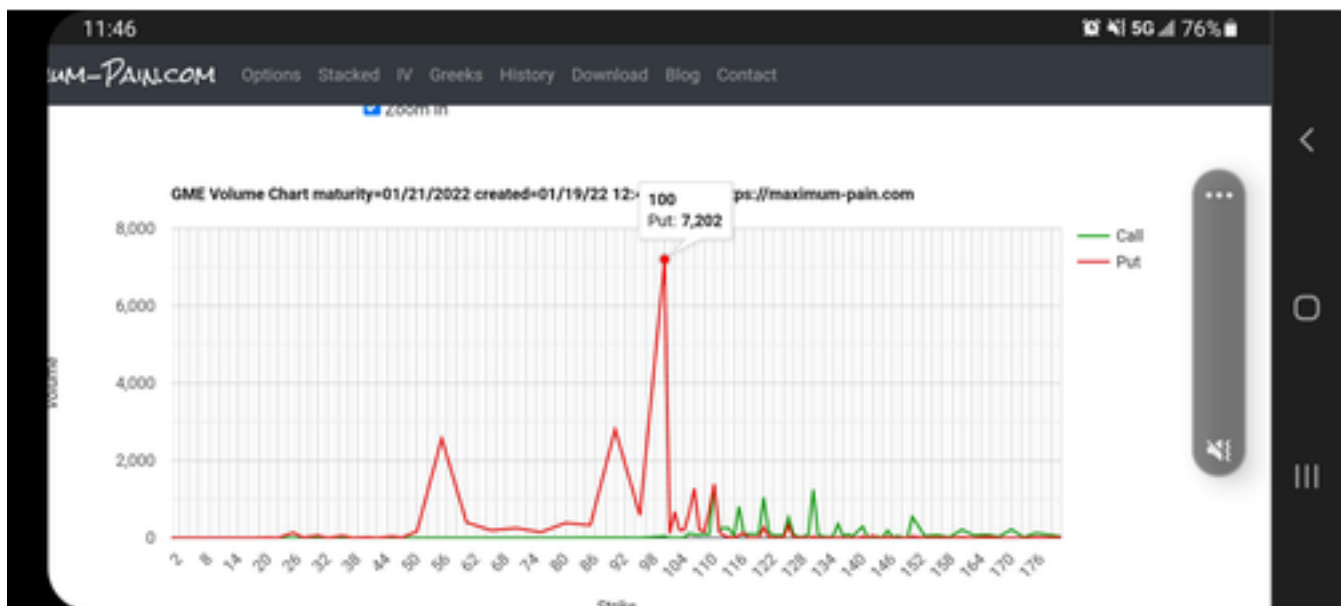 11:46
5G 76%
um-Pain.com Options Stacked IV Greeks History Download Blog Contact
Zoom In
GME Volume Chart maturity=01/21/2022 created=01/19/22 12: ps://maximum-pain.com
100
Put: 7,202
Call
Put
8,000
6,000
4,000
2,000
0
Volume
2 8 14 20 26 32 38 44 50 56 62 68 74 80 86 92 98 104 110 116 122 128 134 140 146 152 158 164 170 176
Strike